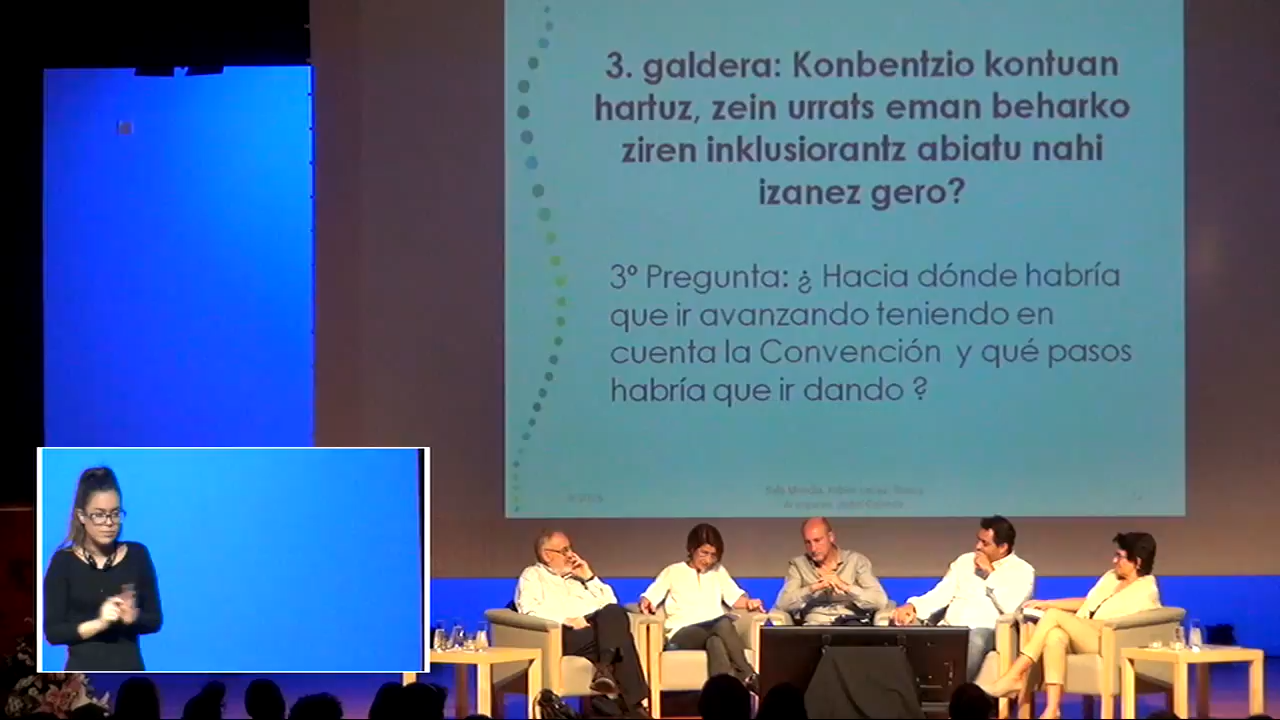 3. galdera: Konbentzio kontuan
hartuz, zein urrats eman beharko
ziren inklusiorantz abiatu nahi
izanez gero?
3º Pregunta: ¿ Hacia dónde habría
que ir avanzando teniendo en
cuenta la Convención y qué pasos
habría que ir dando ?